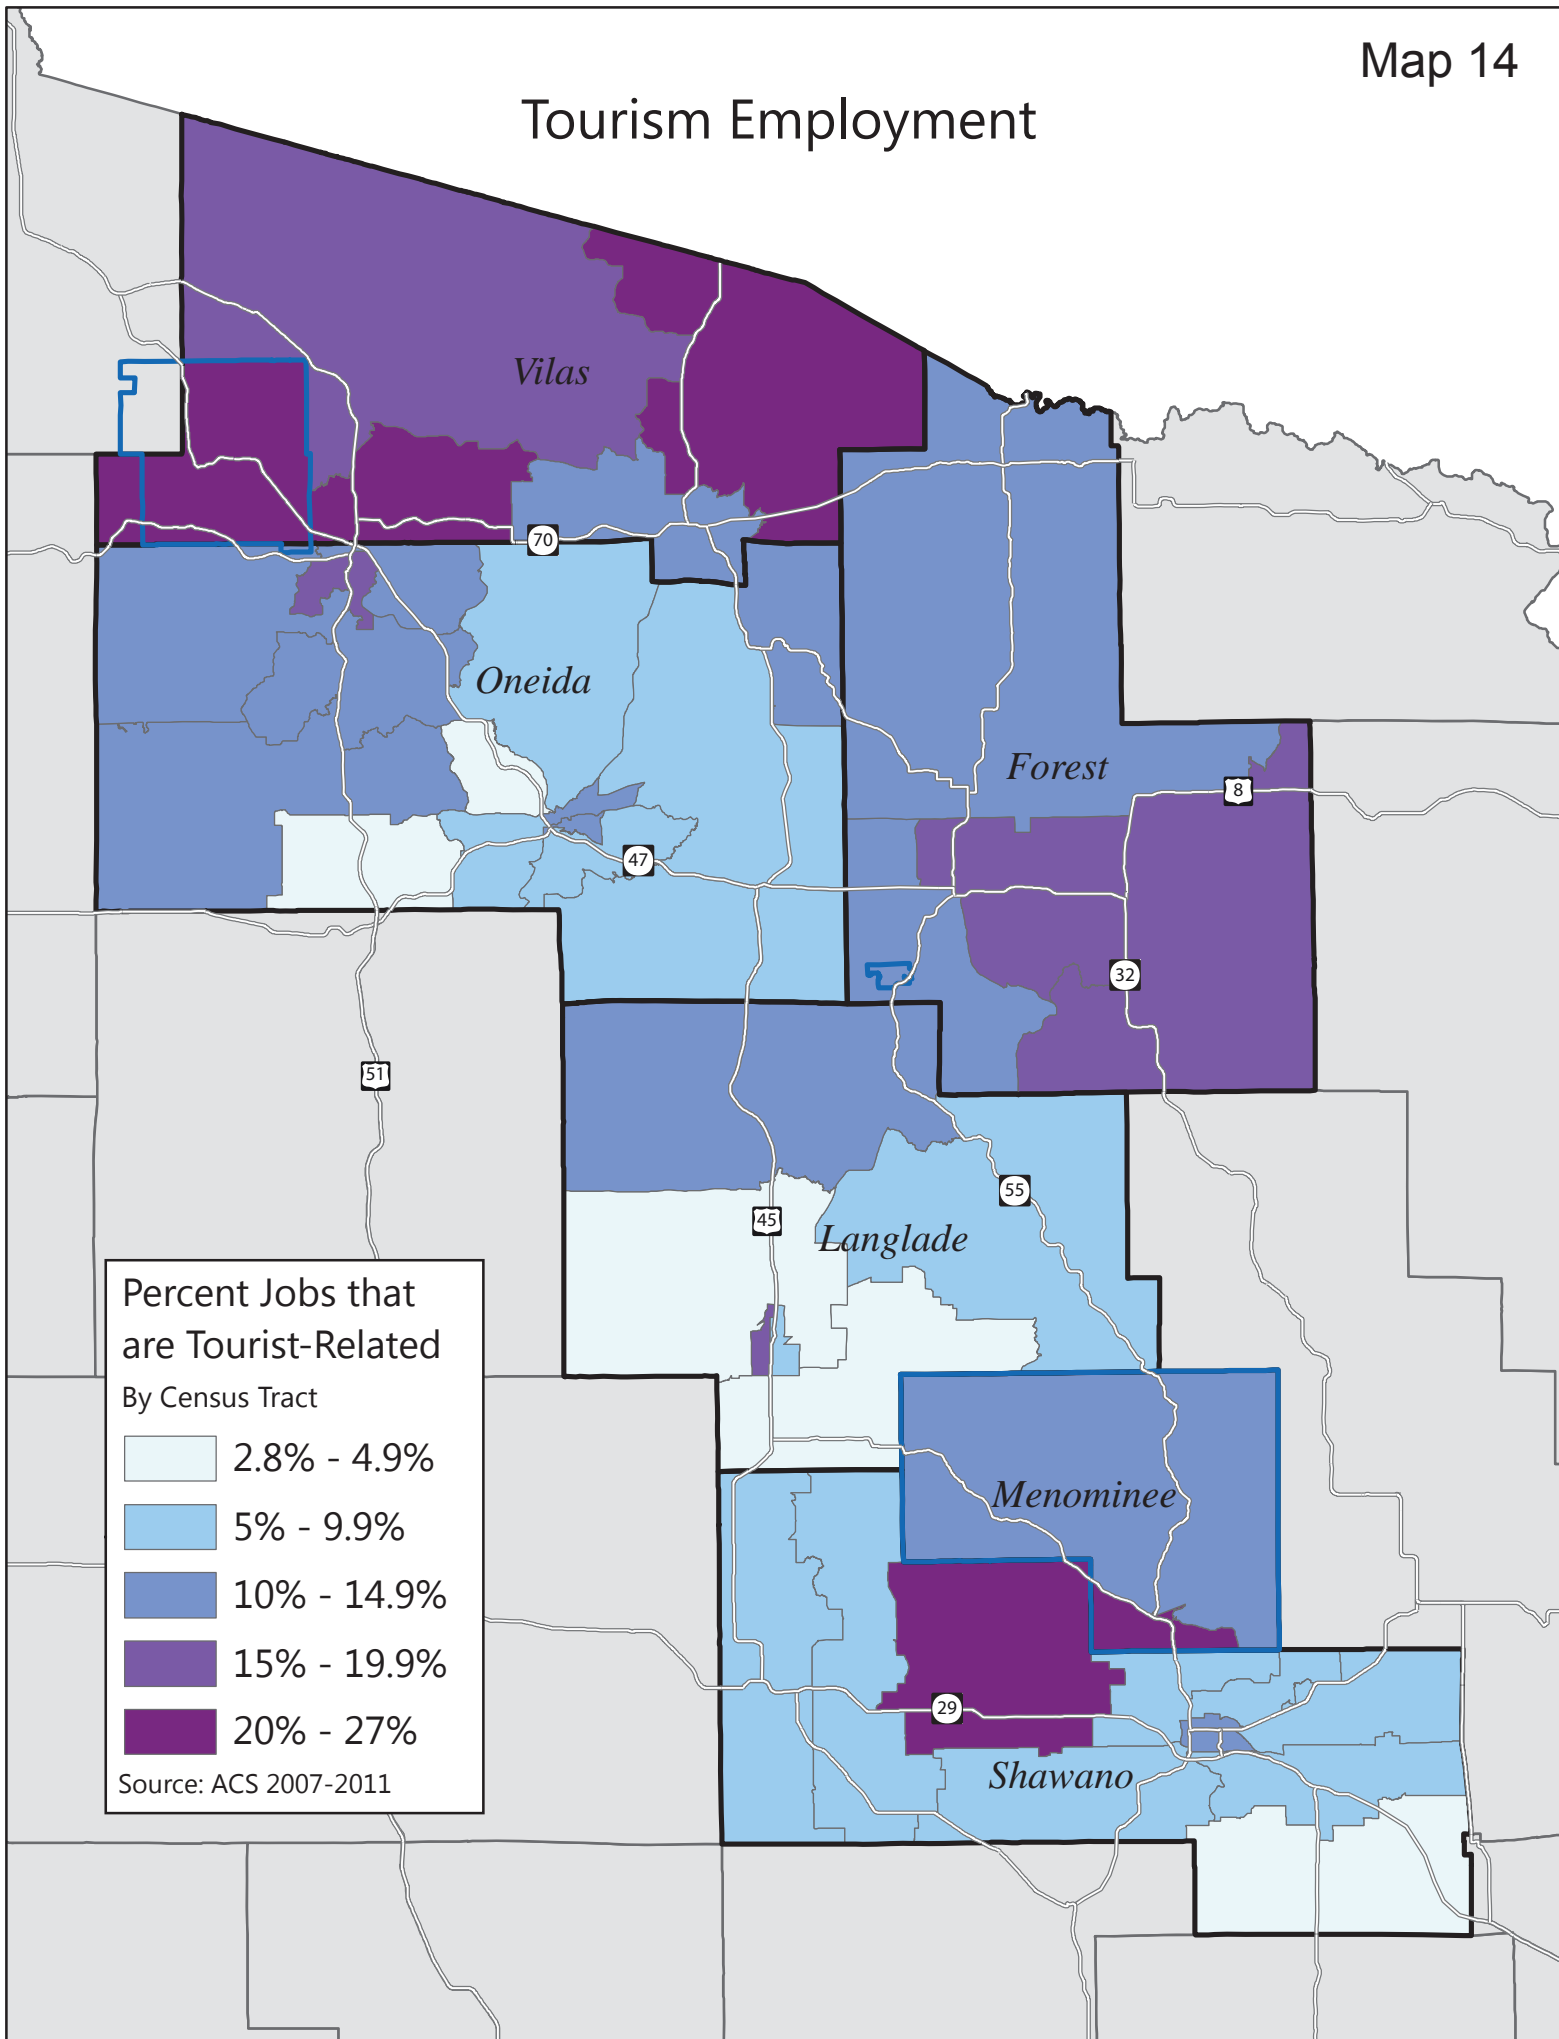 Map 14
Tourism Employment
Vilas
70
Oneida
Forest
8
47
32
51
55
45
Langlade
Percent Jobs that
are Tourist-Related
By Census Tract
2.8% - 4.9%
5% - 9.9%
10% - 14.9%
15% - 19.9%
20% - 27%
Source: ACS 2007-2011
Menominee
29
Shawano